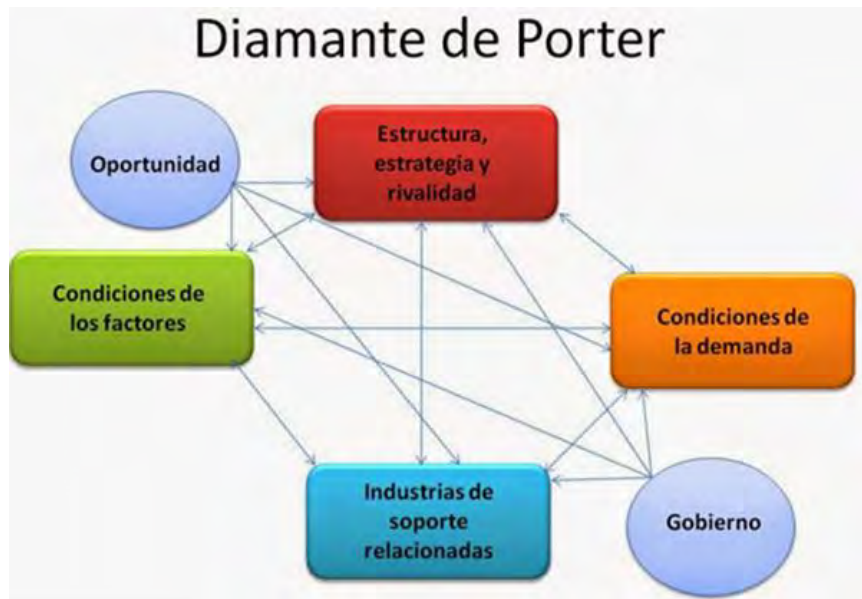 Diamante de Porter
Oportunidad
Estructura,
estrategia y
rivalidad
Condiciones de
los factores
Condiciones de
la demanda
Industrias de
soporte
relacionadas
Gobierno